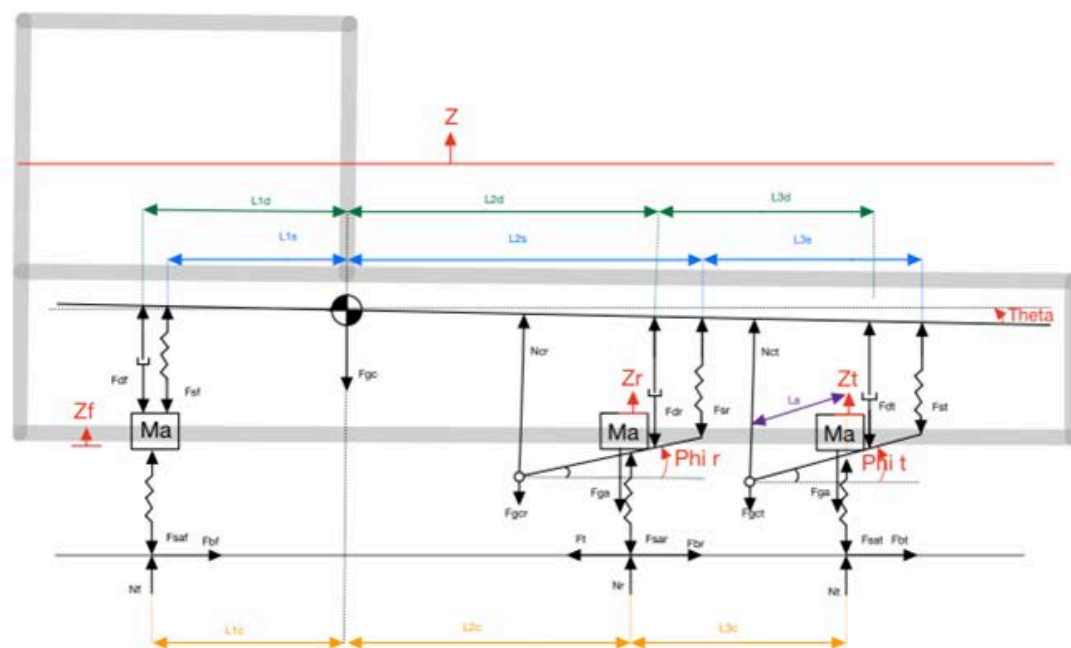 Z
L1d
L2d
L3d
L1s
L2s
L3s
Theta
Ncr
Nct
Fgc
Fdf
Fsf
Zr
Zt
La
Fdr
Fsr
Fdt
Fst
Zf
Ma
Ma
Ma
Phi r
Phi t
Fga
Fga
Fgcr
Fgct
Fsaf
Fbf
Ft
Fsar
Fbr
Fsat
Fbt
Nf
Nr
Nt
L1c
L2c
L3c